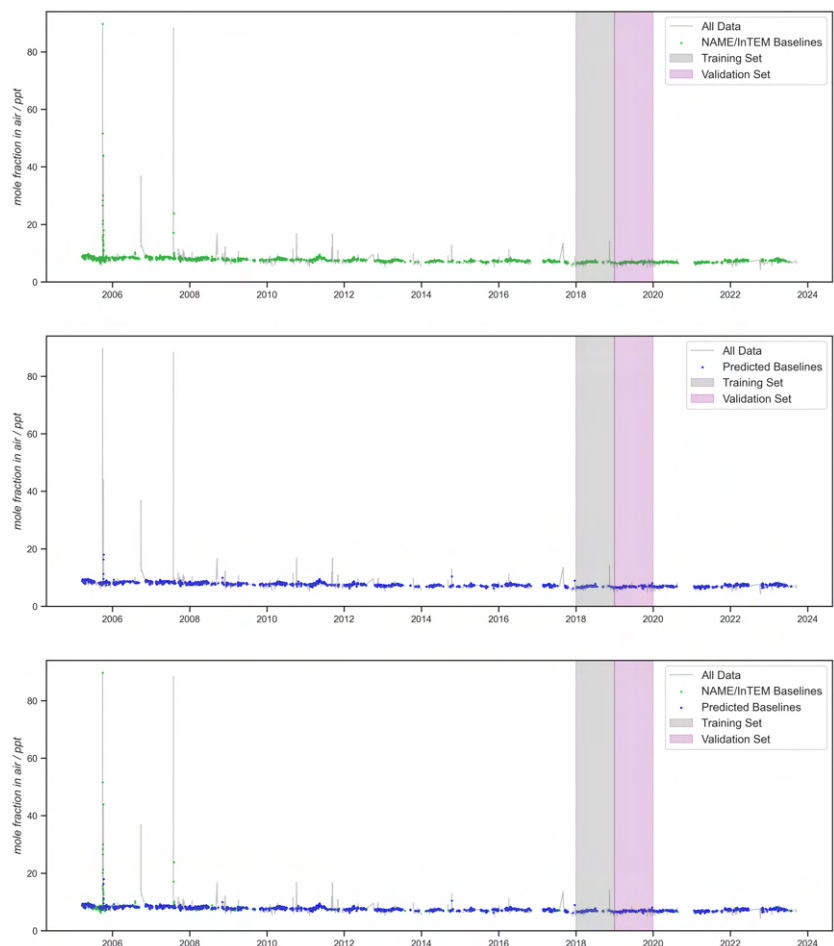 All Data
NAME/InTEM Baselines
Training Set
Validation Set
mole fraction in air / ppt
80
60
40
20
0
2006 2008 2010 2012 2014 2016 2018 2020 2022 2024
All Data
Predicted Baselines
Training Set
Validation Set
mole fraction in air / ppt
80
60
40
20
0
2006 2008 2010 2012 2014 2016 2018 2020 2022 2024
All Data
NAME/InTEM Baselines
Predicted Baselines
Training Set
Validation Set
mole fraction in air / ppt
80
60
40
20
0
2006 2008 2010 2012 2014 2016 2018 2020 2022 2024